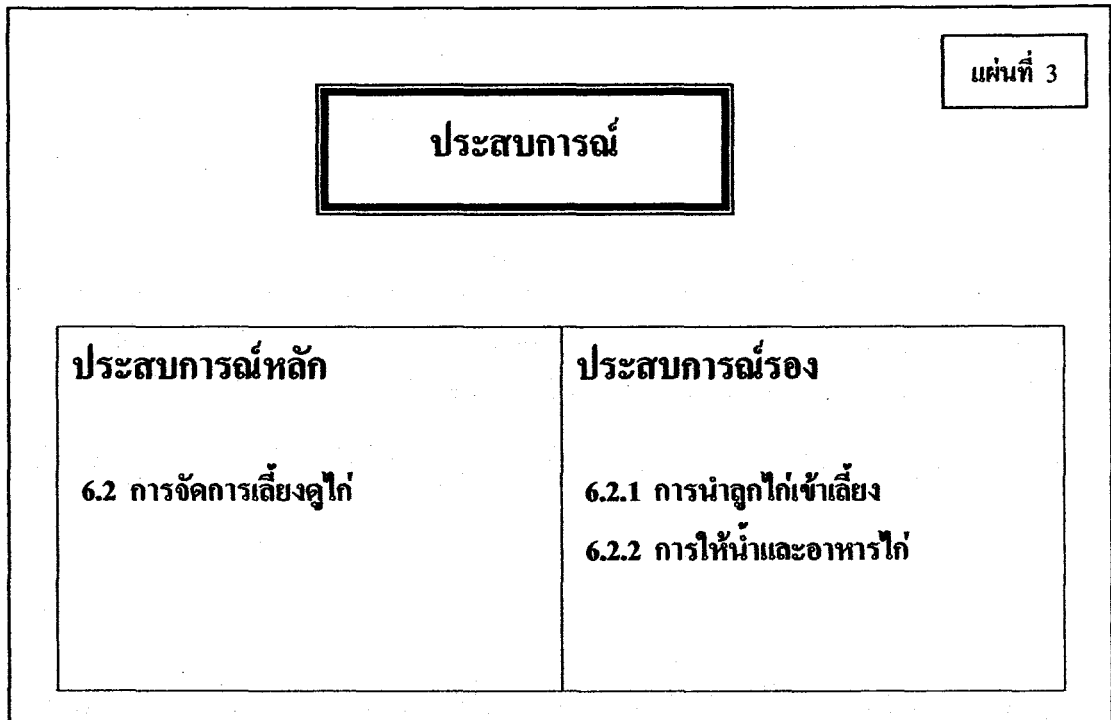 แผ่นที่ 3
ประสบการณ์
ประสบการณ์หลัก
6.2 การจัดการเลี้ยงดูไก่
ประสบการณ์รอง
6.2.1 การนำลูกไก่เข้าเลี้ยง
6.2.2 การให้น้ำและอาหารไก่